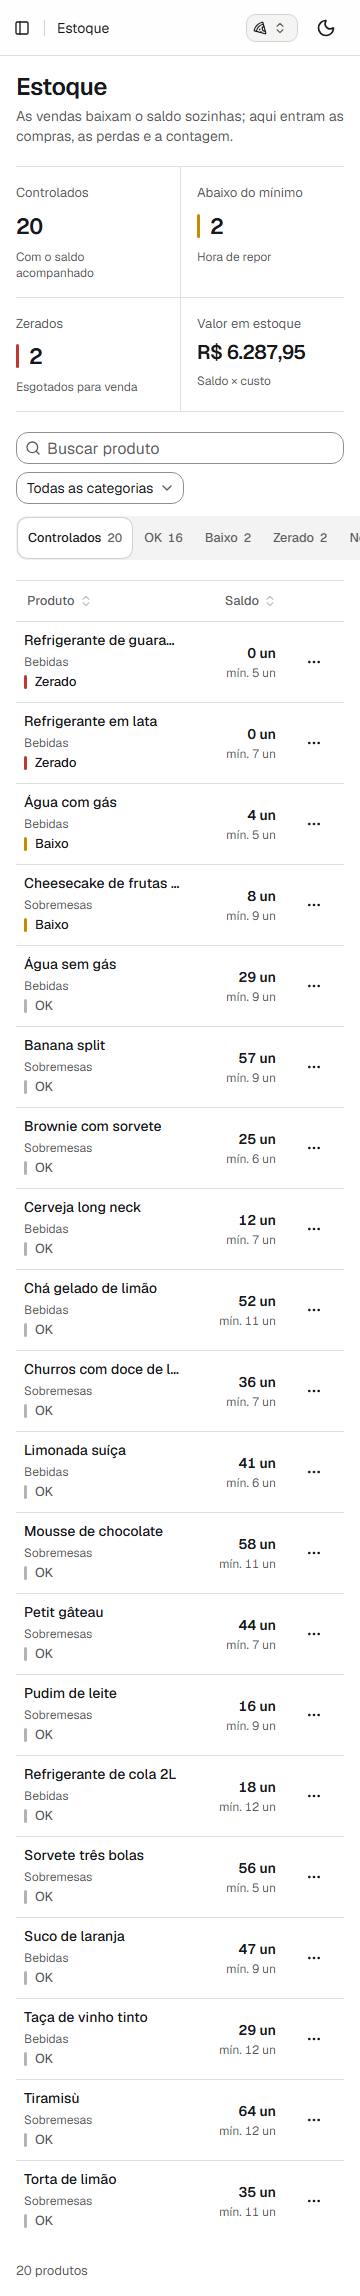 Estoque
Estoque
As vendas baixam o saldo sozinhas; aqui entram as
compras, as perdas e a contagem.
Controlados
20
Com o saldo
acompanhado
Abaixo do mínimo
2
Hora de repor
Zerados
2
Esgotados para venda
Valor em estoque
R$ 6.287,95
Saldo × custo
Buscar produto
Todas as categorias
Controlados 20 OK 16 Baixo 2 Zerado 2
Produto Saldo
Refrigerante de guara...
Bebidas
Zerado
0 un
mín. 5 un
Refrigerante em lata
Bebidas
Zerado
0 un
mín. 7 un
Água com gás
Bebidas
Baixo
4 un
mín. 5 un
Cheesecake de frutas ...
Sobremesas
Baixo
8 un
mín. 9 un
Água sem gás
Bebidas
OK
29 un
mín. 9 un
Banana split
Sobremesas
OK
57 un
mín. 9 un
Brownie com sorvete
Sobremesas
OK
25 un
mín. 6 un
Cerveja long neck
Bebidas
OK
12 un
mín. 7 un
Chá gelado de limão
Bebidas
OK
52 un
mín. 11 un
Churros com doce de l...
Sobremesas
OK
36 un
mín. 7 un
Limonada suíça
Bebidas
OK
41 un
mín. 6 un
Mousse de chocolate
Sobremesas
OK
58 un
mín. 11 un
Petit gâteau
Sobremesas
OK
44 un
mín. 7 un
Pudim de leite
Sobremesas
OK
16 un
mín. 9 un
Refrigerante de cola 2L
Bebidas
OK
18 un
mín. 12 un
Sorvete três bolas
Sobremesas
OK
56 un
mín. 5 un
Suco de laranja
Bebidas
OK
47 un
mín. 9 un
Taça de vinho tinto
Bebidas
OK
29 un
mín. 12 un
Tiramisù
Sobremesas
OK
64 un
mín. 12 un
Torta de limão
Sobremesas
OK
35 un
mín. 11 un
20 produtos